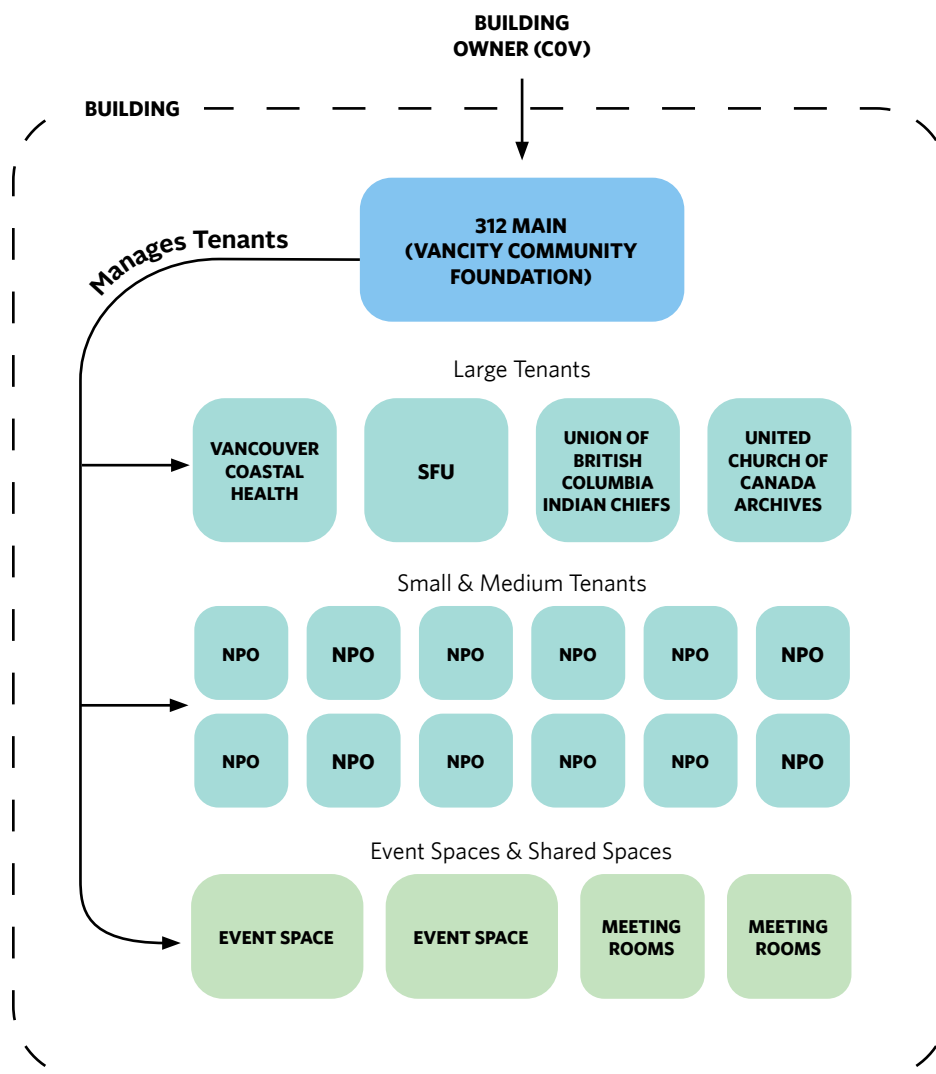 BUILDING
OWNER (C0V)
BUILDING
312 MAIN
(VANCITY COMMUNITY
FOUNDATION)
Manages Tenants
Large Tenants
VANCOUVER
COASTAL
HEALTH
SFU
UNION OF
BRITISH
COLUMBIA
INDIAN CHIEFS
UNITED
CHURCH OF
CANADA
ARCHIVES
Small & Medium Tenants
NPO NPO NPO NPO NPO NPO
NPO NPO NPO NPO NPO NPO
Event Spaces & Shared Spaces
EVENT SPACE
EVENT SPACE
MEETING
ROOMS
MEETING
ROOMS